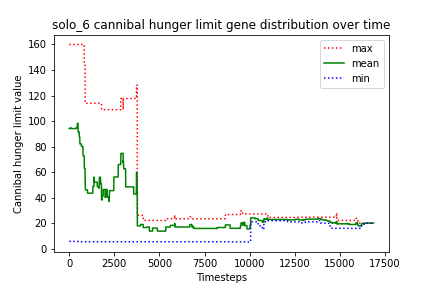 solo_6 cannibal hunger limit gene distribution over time
160
140
120
100
80
60
40
20
0
Cannibal hunger limit value
max
mean
min
0
2500
5000
7500
10000
12500
15000
17500
Timesteps